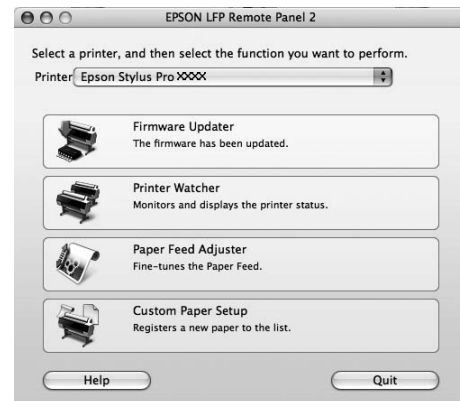 EPSON LFP Remote Panel 2
Select a printer, and then select the function you want to perform.
Printer Epson Stylus Pro XXXX
Firmware Updater
The firmware has been updated.
Printer Watcher
Monitors and displays the printer status.
Paper Feed Adjuster
Fine-tunes the Paper Feed.
Custom Paper Setup
Registers a new paper to the list.
Help Quit